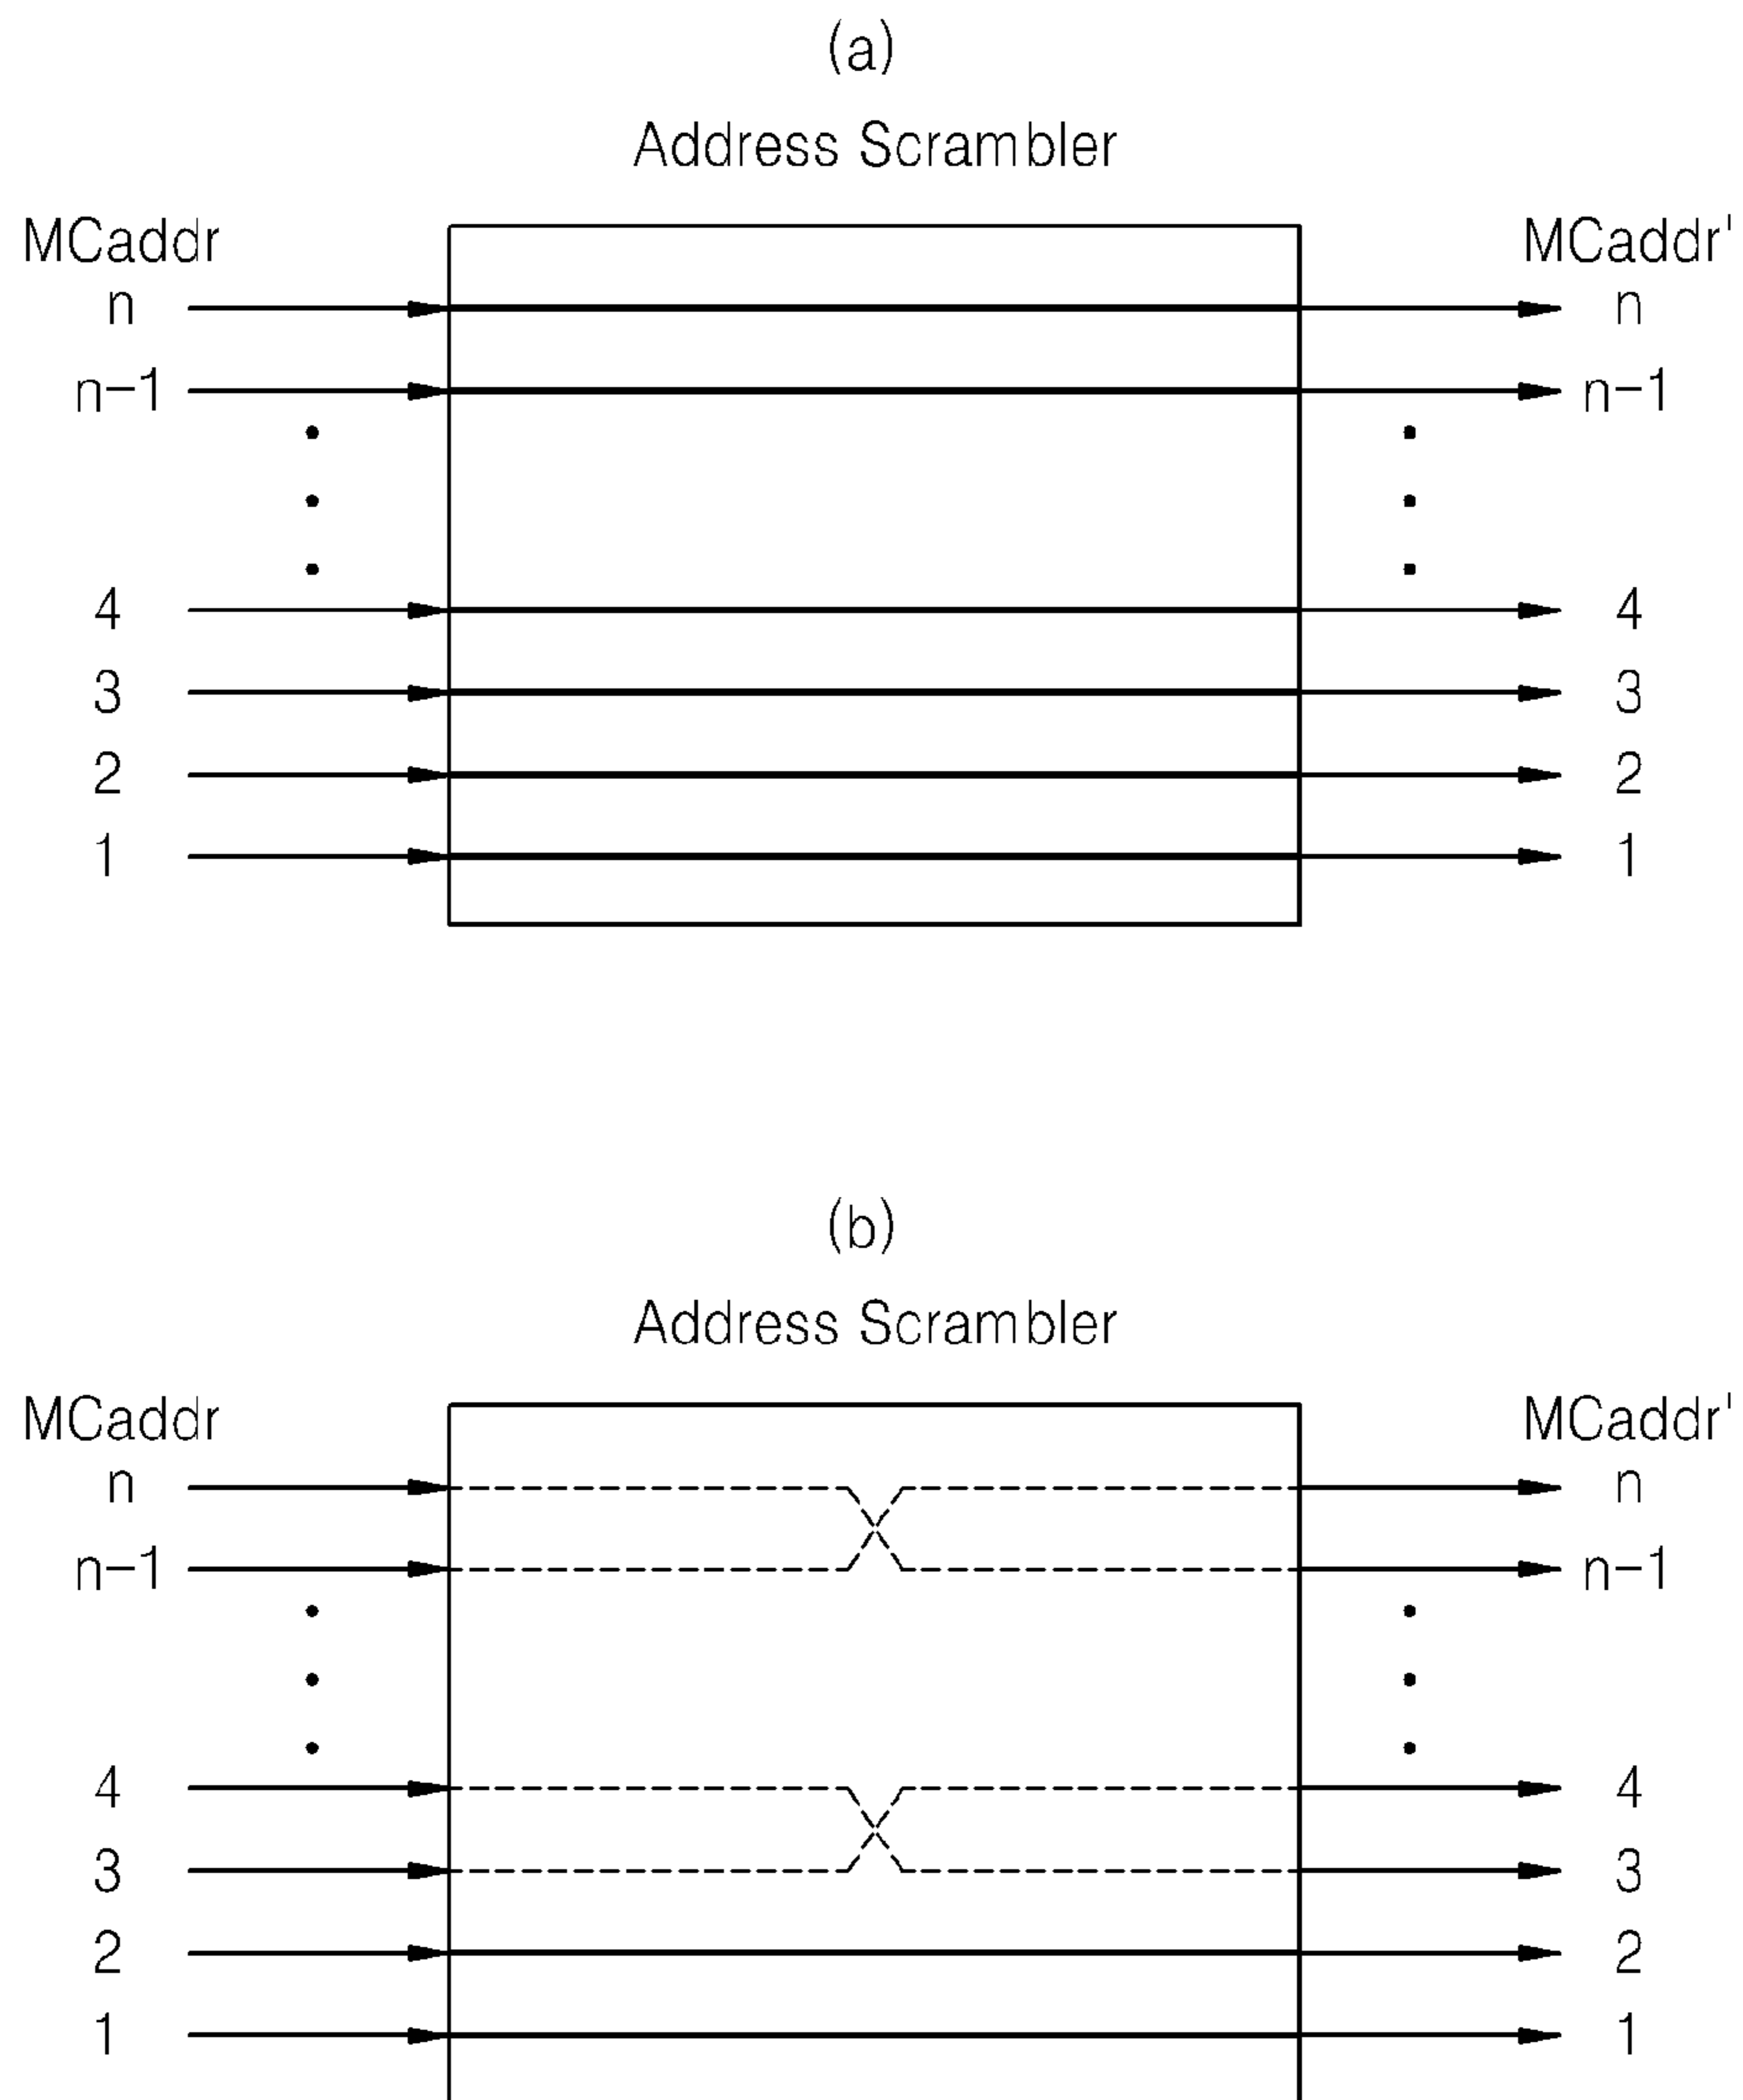 (a)
Address Scrambler
MCaddr MCaddr'
n n
n-1 n-1
4 4
3 3
2 2
1 1
(b)
Address Scrambler
MCaddr MCaddr'
n n
n-1 n-1
4 4
3 3
2 2
1 1